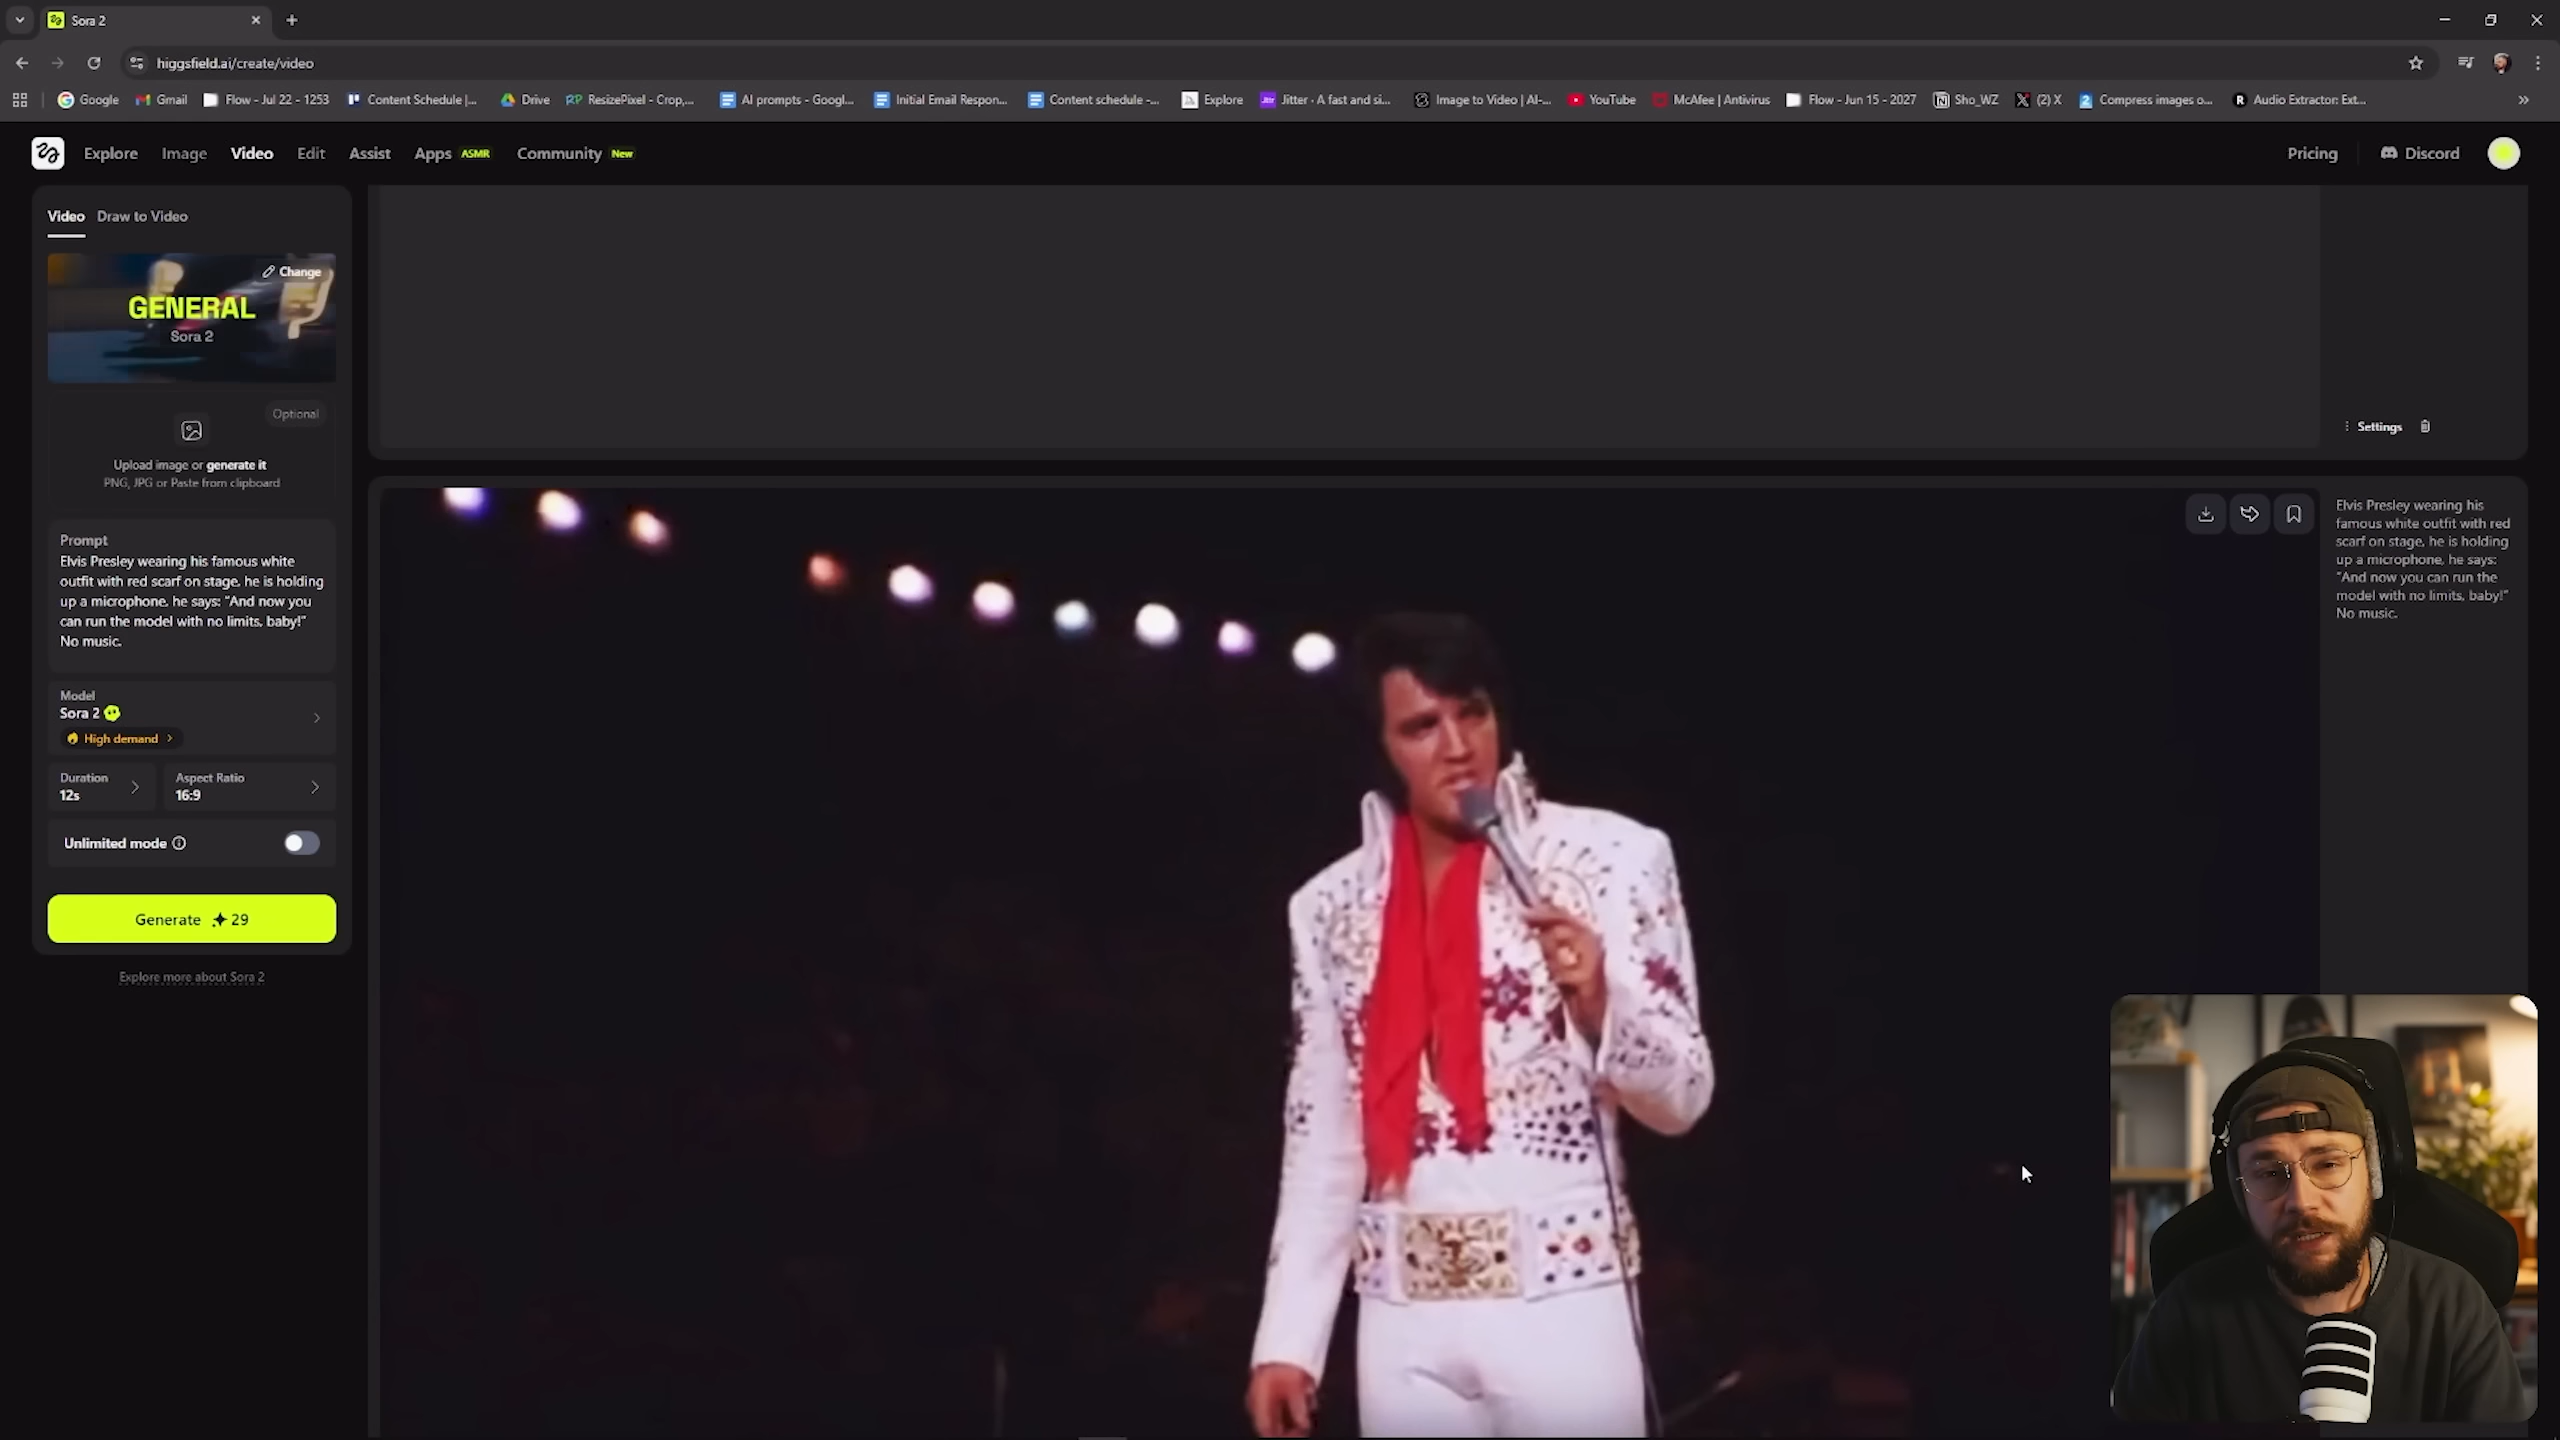 Sora 2
higgsfield.ai/create/video
Google
Gmail
Flow - Jul 22 - 1253
Content Schedule |...
Drive
ResizePixel - Crop,...
AI prompts - Googl...
Initial Email Respon...
Content schedule -...
Explore
Jitter · A fast and si...
Image to Video | AI-...
YouTube
McAfee | Antivirus
Flow - Jun 15 - 2027
Sho_WZ
(2) X
Compress images o...
Audio Extractor: Ext...
Explore
Image
Video
Edit
Assist
Apps ASMR
Community New
Pricing
Discord
Video
Draw to Video
Change
GENERAL
Sora 2
Optional
Upload image or generate it
PNG, JPG or Paste from clipboard
Prompt
Elvis Presley wearing his famous white
outfit with red scarf on stage, he is holding
up a microphone, he says: "And now you
can run the model with no limits, baby!"
No music.
Model
Sora 2
High demand
Duration
12s
Aspect Ratio
16:9
Unlimited mode
Generate 29
Explore more about Sora 2
Settings
Elvis Presley wearing his
famous white outfit with red
scarf on stage, he is holding
up a microphone, he says:
"And now you can run the
model with no limits, baby!"
No music.